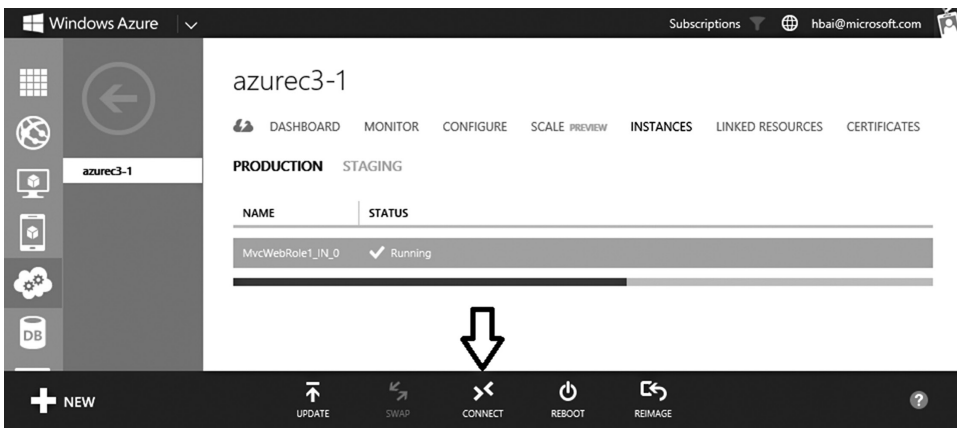 Windows Azure
Subscriptions
hbai@microsoft.com
azurec3-1
azurec3-1
DASHBOARD MONITOR CONFIGURE SCALE PREVIEW INSTANCES LINKED RESOURCES CERTIFICATES
PRODUCTION STAGING
NAME STATUS
MvcWebRole1_IN_0 Running
DB
NEW
UPDATE SWAP CONNECT REBOOT REIMAGE
?